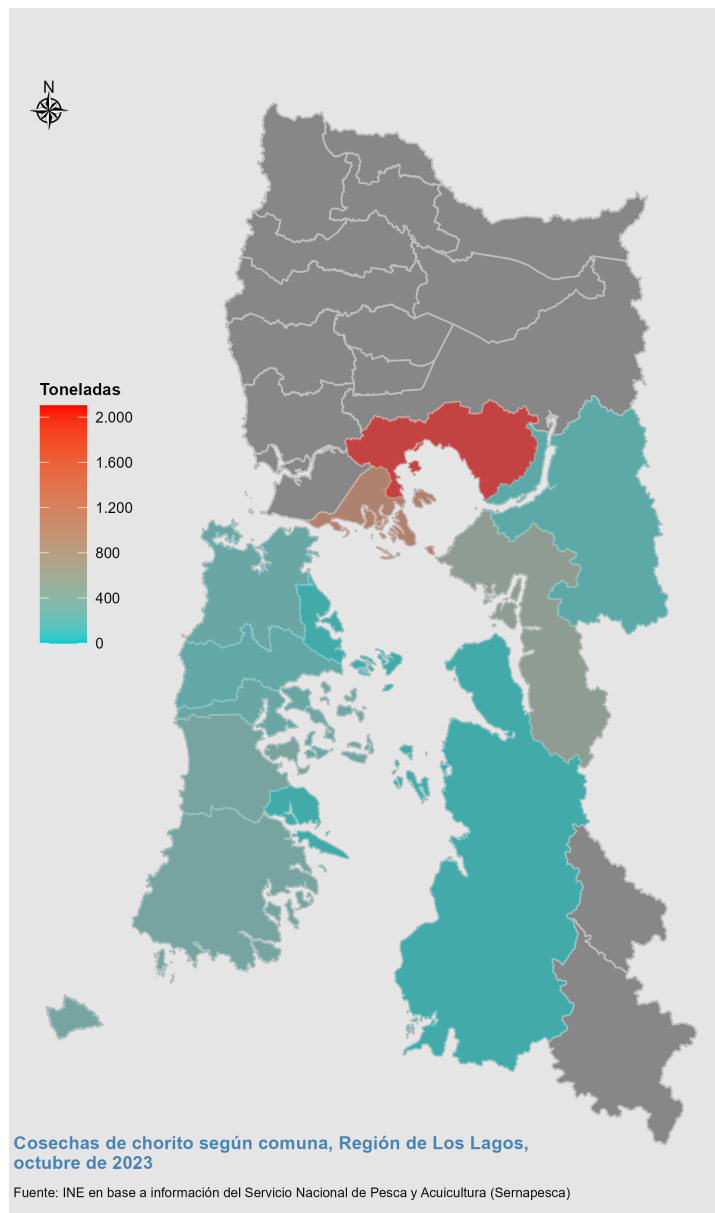 N
Toneladas
2.000
1.600
1.200
800
400
0
Cosechas de chorito según comuna, Región de Los Lagos,
octubre de 2023
Fuente: INE en base a información del Servicio Nacional de Pesca y Acuicultura (Sernapesca)